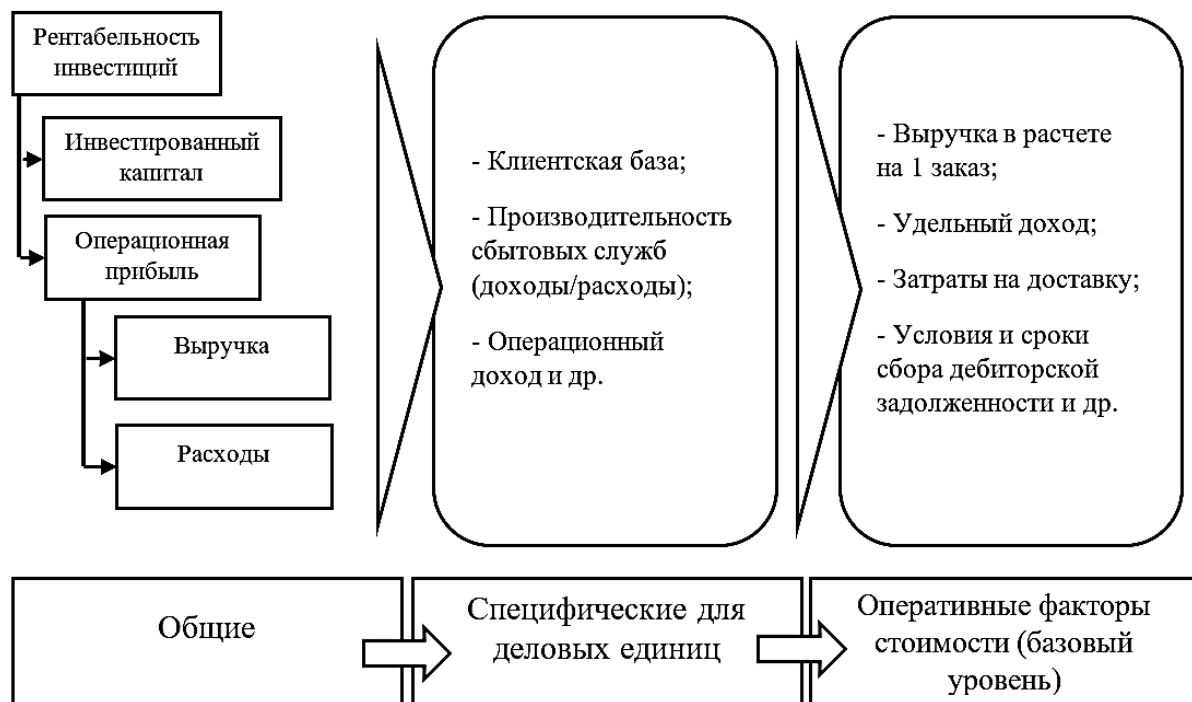 Рентабельность
инвестиций
Инвестированный
капитал
Операционная
прибыль
Выручка
Расходы
- Клиентская база;
- Производительность
сбытовых служб
(доходы/расходы);
- Операционный
доход и др.
- Выручка в расчете
на 1 заказ;
- Удельный доход;
- Затраты на доставку;
- Условия и сроки
сбора дебиторской
задолженности и др.
Общие
Специфические для
деловых единиц
Оперативные факторы
стоимости (базовый
уровень)